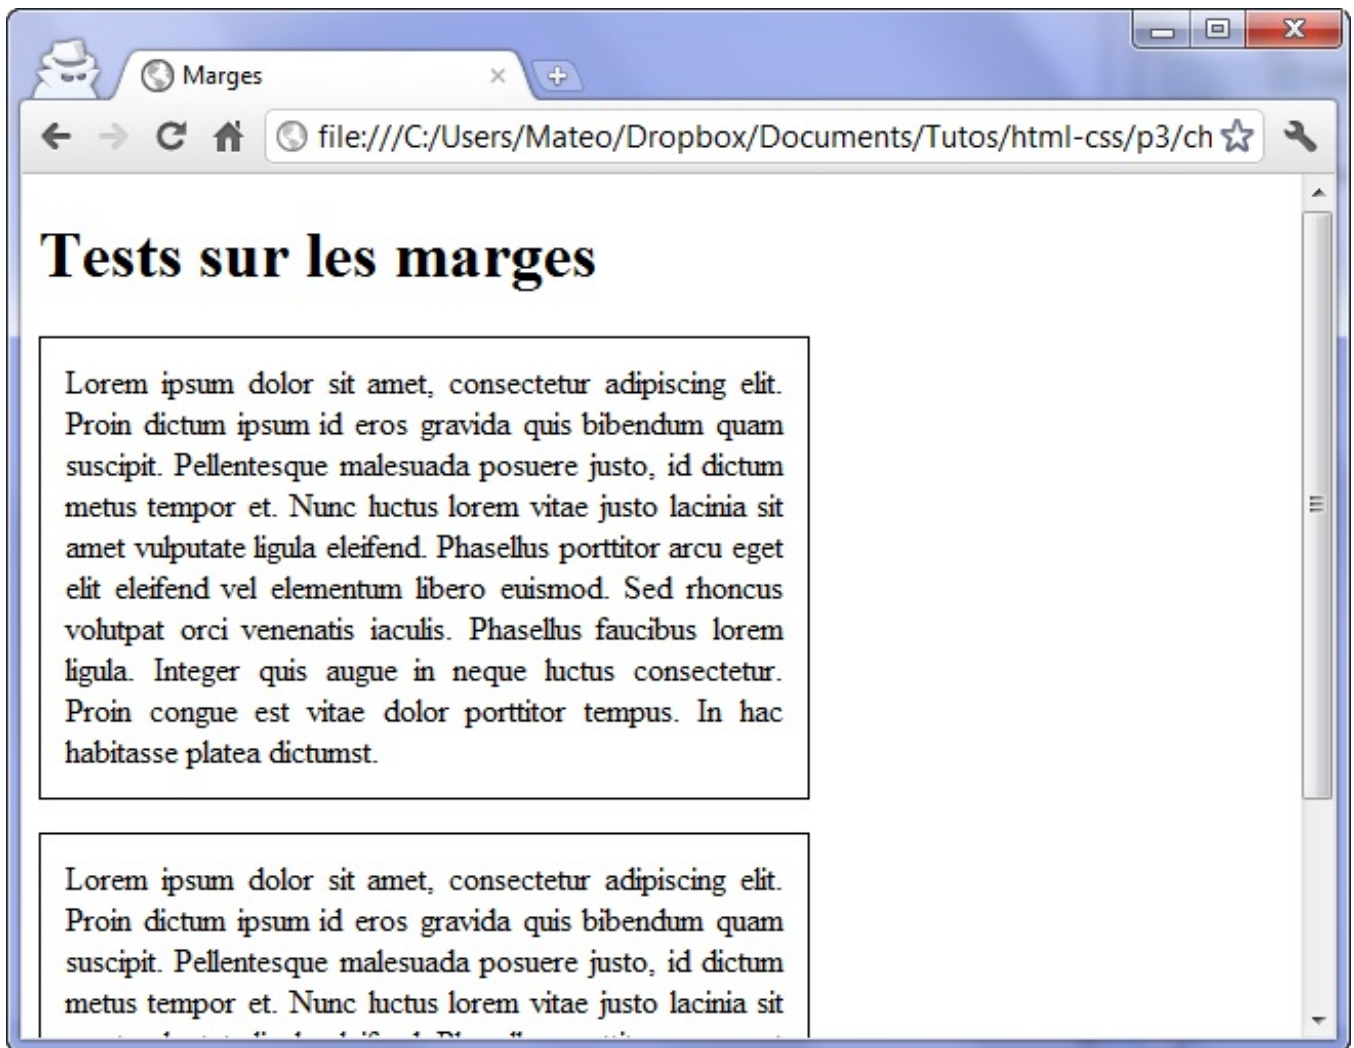 Marges
file:///C:/Users/Mateo/Dropbox/Documents/Tutos/html-css/p3/ch
Tests sur les marges
Lorem ipsum dolor sit amet, consectetur adipiscing elit.
Proin dictum ipsum id eros gravida quis bibendum quam
suscipit. Pellentesque malesuada posuere justo, id dictum
metus tempor et. Nunc luctus lorem vitae justo lacinia sit
amet vulputate ligula eleifend. Phasellus porttitor arcu eget
elit eleifend vel elementum libero euismod. Sed rhoncus
volutpat orci venenatis iaculis. Phasellus faucibus lorem
ligula. Integer quis augue in neque luctus consectetur.
Proin congue est vitae dolor porttitor tempus. In hac
habitasse platea dictumst.
Lorem ipsum dolor sit amet, consectetur adipiscing elit.
Proin dictum ipsum id eros gravida quis bibendum quam
suscipit. Pellentesque malesuada posuere justo, id dictum
metus tempor et. Nunc luctus lorem vitae justo lacinia sit